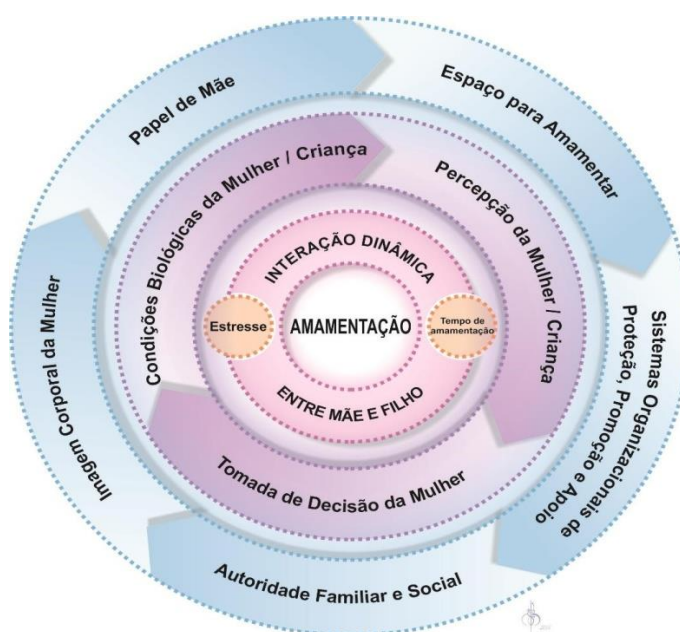 Papel de Mãe
Espaço para Amamentar
Condições Biológicas da Mulher / Criança
Percepção da Mulher / Criança
INTERAÇÃO DINÂMICA
Estresse
AMAMENTAÇÃO
Tempo de
amamentação
ENTRE MÃE E FILHO
Imagem Corporal da Mulher
Sistemas Organizacionais de
Proteção, Promoção e Apoio
Tomada de Decisão da Mulher
Autoridade Familiar e Social